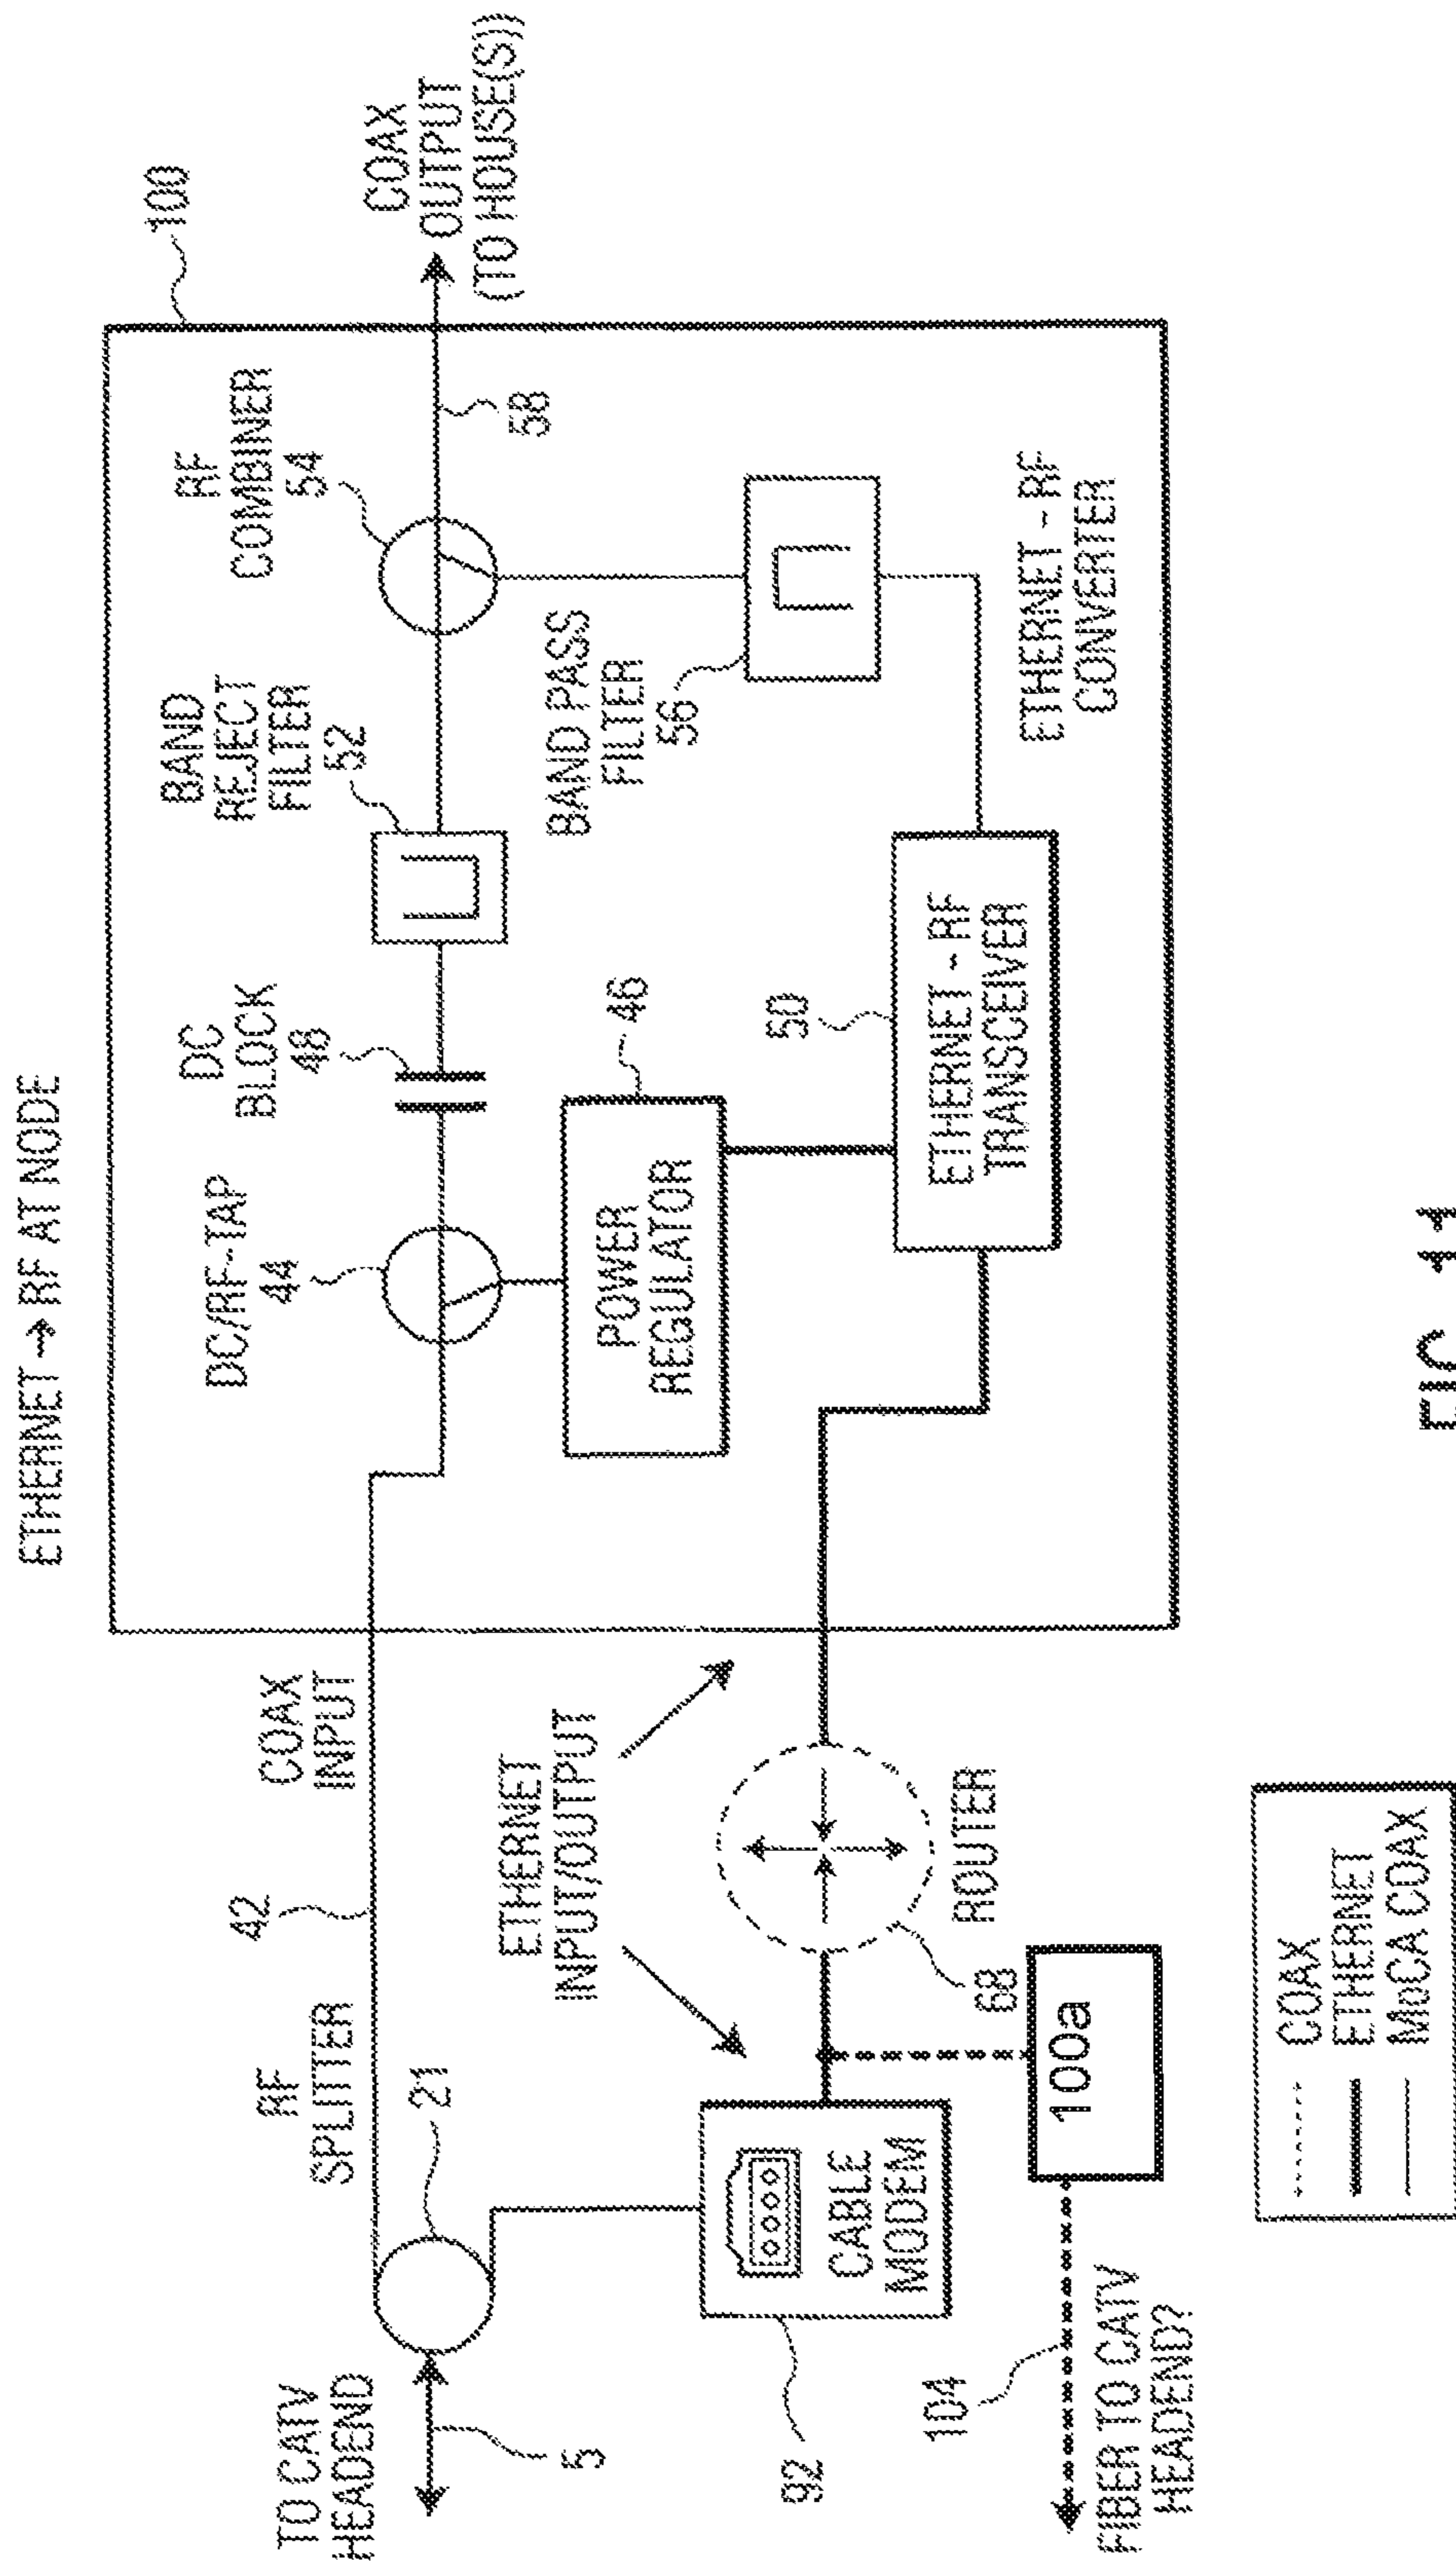 ETHERNET → RF AT NODE
100
COAX
OUTPUT
(TO HOUSE(S))
RF
COMBINER
54
58
BAND
REJECT
FILTER
52
DC
BLOCK
48
DC/RF-TAP
44
BAND PASS
FILTER
56
46
POWER
REGULATOR
50
ETHERNET - RF
TRANSCEIVER
ETHERNET - RF
CONVERTER
COAX
INPUT
42
RF
SPLITTER
21
TO CATV
HEADEND
5
ETHERNET
INPUT/OUTPUT
ROUTER
68
CABLE
MODEM
92
100a
104
FIBER TO CATV
HEADEND?
COAX
ETHERNET
MoCA COAX